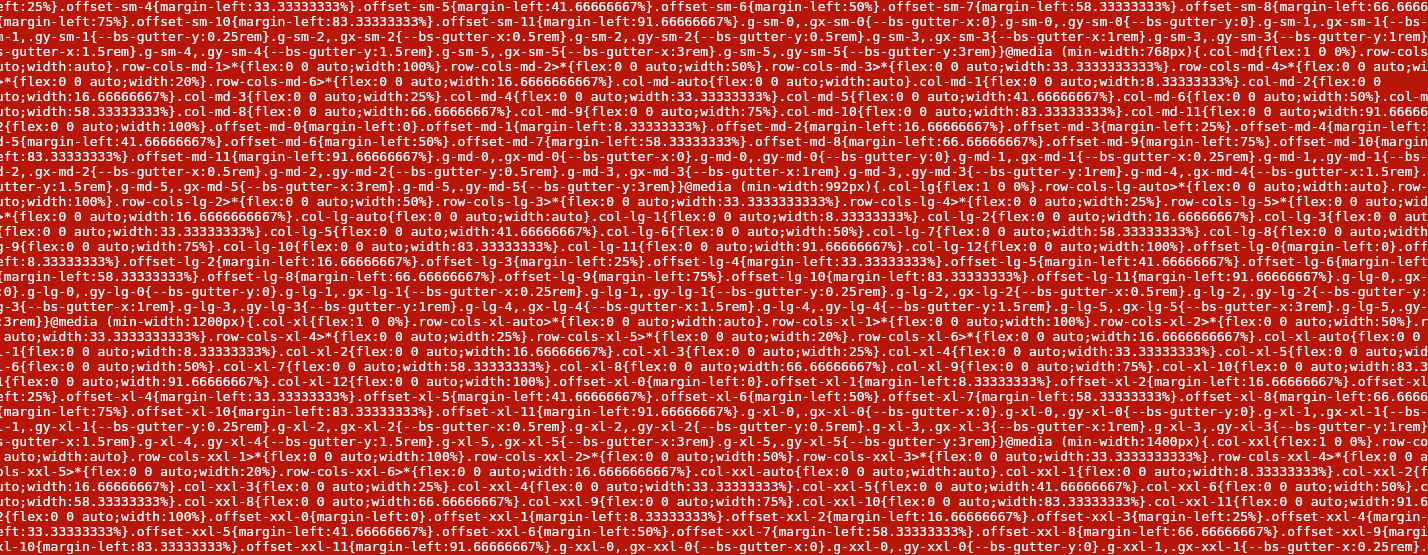 eft:25%}.offset-sm-4{margin-left:33.33333333%}.offset-sm-5{margin-left:41.66666667%}.offset-sm-6{margin-left:50%}.offset-sm-7{margin-left:58.33333333%}.offset-sm-8{margin-left:66.66666
{margin-left:75%}.offset-sm-10{margin-left:83.33333333%}.offset-sm-11{margin-left:91.66666667%}.g-sm-0,.gx-sm-0{--bs-gutter-x:0}.g-sm-0,.gy-sm-0{--bs-gutter-y:0}.g-sm-1,.gx-sm-1{--bs
m-1,.gy-sm-1{--bs-gutter-y:0.25rem}.g-sm-2,.gx-sm-2{--bs-gutter-x:0.5rem}.g-sm-2,.gy-sm-2{--bs-gutter-y:0.5rem}.g-sm-3,.gx-sm-3{--bs-gutter-x:1rem}.g-sm-3,.gy-sm-3{--bs-gutter-y:1rem}
s-gutter-x:1.5rem}.g-sm-4,.gy-sm-4{--bs-gutter-y:1.5rem}.g-sm-5,.gx-sm-5{--bs-gutter-x:3rem}.g-sm-5,.gy-sm-5{--bs-gutter-y:3rem}}@media (min-width:768px){.col-md{flex:1 0 0%}.row-cols
uto;width:auto}.row-cols-md-1>*{flex:0 0 auto;width:100%}.row-cols-md-2>*{flex:0 0 auto;width:50%}.row-cols-md-3>*{flex:0 0 auto;width:33.3333333333%}.row-cols-md-4>*{flex:0 0 auto;wi
>*{flex:0 0 auto;width:20%}.row-cols-md-6>*{flex:0 0 auto;width:16.6666666667%}.col-md-auto{flex:0 0 auto;width:auto}.col-md-1{flex:0 0 auto;width:8.33333333%}.col-md-2{flex:0 0
uto;width:16.66666667%}.col-md-3{flex:0 0 auto;width:25%}.col-md-4{flex:0 0 auto;width:33.33333333%}.col-md-5{flex:0 0 auto;width:41.66666667%}.col-md-6{flex:0 0 auto;width:50%}.col-m
uto;width:58.33333333%}.col-md-8{flex:0 0 auto;width:66.66666667%}.col-md-9{flex:0 0 auto;width:75%}.col-md-10{flex:0 0 auto;width:83.33333333%}.col-md-11{flex:0 0 auto;width:91.66666
2{flex:0 0 auto;width:100%}.offset-md-0{margin-left:0}.offset-md-1{margin-left:8.33333333%}.offset-md-2{margin-left:16.66666667%}.offset-md-3{margin-left:25%}.offset-md-4{margin-left:
d-5{margin-left:41.66666667%}.offset-md-6{margin-left:50%}.offset-md-7{margin-left:58.33333333%}.offset-md-8{margin-left:66.66666667%}.offset-md-9{margin-left:75%}.offset-md-10{margin
eft:83.33333333%}.offset-md-11{margin-left:91.66666667%}.g-md-0,.gx-md-0{--bs-gutter-x:0}.g-md-0,.gy-md-0{--bs-gutter-y:0}.g-md-1,.gx-md-1{--bs-gutter-x:0.25rem}.g-md-1,.gy-md-1{--bs
d-2,.gx-md-2{--bs-gutter-x:0.5rem}.g-md-2,.gy-md-2{--bs-gutter-y:0.5rem}.g-md-3,.gx-md-3{--bs-gutter-x:1rem}.g-md-3,.gy-md-3{--bs-gutter-y:1rem}.g-md-4,.gx-md-4{--bs-gutter-x:1.5rem}.
utter-y:1.5rem}.g-md-5,.gx-md-5{--bs-gutter-x:3rem}.g-md-5,.gy-md-5{--bs-gutter-y:3rem}}@media (min-width:992px){.col-lg{flex:1 0 0%}.row-cols-lg-auto>*{flex:0 0 auto;width:auto}.row-
uto;width:100%}.row-cols-lg-2>*{flex:0 0 auto;width:50%}.row-cols-lg-3>*{flex:0 0 auto;width:33.3333333333%}.row-cols-lg-4>*{flex:0 0 auto;width:25%}.row-cols-lg-5>*{flex:0 0 auto;wid
>*{flex:0 0 auto;width:16.6666666667%}.col-lg-auto{flex:0 0 auto;width:auto}.col-lg-1{flex:0 0 auto;width:8.33333333%}.col-lg-2{flex:0 0 auto;width:16.66666667%}.col-lg-3{flex:0 0 aut
{flex:0 0 auto;width:33.33333333%}.col-lg-5{flex:0 0 auto;width:41.66666667%}.col-lg-6{flex:0 0 auto;width:50%}.col-lg-7{flex:0 0 auto;width:58.33333333%}.col-lg-8{flex:0 0 auto;width
g-9{flex:0 0 auto;width:75%}.col-lg-10{flex:0 0 auto;width:83.33333333%}.col-lg-11{flex:0 0 auto;width:91.66666667%}.col-lg-12{flex:0 0 auto;width:100%}.offset-lg-0{margin-left:0}.off
t:8.33333333%}.offset-lg-2{margin-left:16.66666667%}.offset-lg-3{margin-left:25%}.offset-lg-4{margin-left:33.33333333%}.offset-lg-5{margin-left:41.66666667%}.offset-lg-6{margin-left
{margin-left:58.33333333%}.offset-lg-8{margin-left:66.66666667%}.offset-lg-9{margin-left:75%}.offset-lg-10{margin-left:83.33333333%}.offset-lg-11{margin-left:91.66666667%}.g-lg-0,.gx
:0}.g-lg-0,.gy-lg-0{--bs-gutter-y:0}.g-lg-1,.gx-lg-1{--bs-gutter-x:0.25rem}.g-lg-1,.gy-lg-1{--bs-gutter-y:0.25rem}.g-lg-2,.gx-lg-2{--bs-gutter-x:0.5rem}.g-lg-2,.gy-lg-2{--bs-gutter-y:
g-3{--bs-gutter-x:1rem}.g-lg-3,.gy-lg-3{--bs-gutter-y:1rem}.g-lg-4,.gx-lg-4{--bs-gutter-x:1.5rem}.g-lg-4,.gy-lg-4{--bs-gutter-y:1.5rem}.g-lg-5,.gx-lg-5{--bs-gutter-x:3rem}.g-lg-5,.gy
:3rem}}@media (min-width:1200px){.col-xl{flex:1 0 0%}.row-cols-xl-auto>*{flex:0 0 auto;width:auto}.row-cols-xl-1>*{flex:0 0 auto;width:100%}.row-cols-xl-2>*{flex:0 0 auto;width:50%}.r
width:33.3333333333%}.row-cols-xl-4>*{flex:0 0 auto;width:25%}.row-cols-xl-5>*{flex:0 0 auto;width:20%}.row-cols-xl-6>*{flex:0 0 auto;width:16.6666666667%}.col-xl-auto{flex:0 0 auto
l-1{flex:0 0 auto;width:8.33333333%}.col-xl-2{flex:0 0 auto;width:16.66666667%}.col-xl-3{flex:0 0 auto;width:25%}.col-xl-4{flex:0 0 auto;width:33.33333333%}.col-xl-5{flex:0 0 auto;wid
l-6{flex:0 0 auto;width:50%}.col-xl-7{flex:0 0 auto;width:58.33333333%}.col-xl-8{flex:0 0 auto;width:66.66666667%}.col-xl-9{flex:0 0 auto;width:75%}.col-xl-10{flex:0 0 auto;width:83.3
1{flex:0 0 auto;width:91.66666667%}.col-xl-12{flex:0 0 auto;width:100%}.offset-xl-0{margin-left:0}.offset-xl-1{margin-left:8.33333333%}.offset-xl-2{margin-left:16.66666667%}.offset-xl
et:25%}.offset-xl-4{margin-left:33.33333333%}.offset-xl-5{margin-left:41.66666667%}.offset-xl-6{margin-left:50%}.offset-xl-7{margin-left:58.33333333%}.offset-xl-8{margin-left:66.66666
{margin-left:75%}.offset-xl-10{margin-left:83.33333333%}.offset-xl-11{margin-left:91.66666667%}.g-xl-0,.gx-xl-0{--bs-gutter-x:0}.g-xl-0,.gy-xl-0{--bs-gutter-y:0}.g-xl-1,.gx-xl-1{--bs
l-1,.gy-xl-1{--bs-gutter-y:0.25rem}.g-xl-2,.gx-xl-2{--bs-gutter-x:0.5rem}.g-xl-2,.gy-xl-2{--bs-gutter-y:0.5rem}.g-xl-3,.gx-xl-3{--bs-gutter-x:1rem}.g-xl-3,.gy-xl-3{--bs-gutter-y:1rem}
s-gutter-x:1.5rem}.g-xl-4,.gy-xl-4{--bs-gutter-y:1.5rem}.g-xl-5,.gx-xl-5{--bs-gutter-x:3rem}.g-xl-5,.gy-xl-5{--bs-gutter-y:3rem}}@media (min-width:1400px){.col-xxl{flex:1 0 0%}.row-co
auto;width:auto}.row-cols-xxl-1>*{flex:0 0 auto;width:100%}.row-cols-xxl-2>*{flex:0 0 auto;width:50%}.row-cols-xxl-3>*{flex:0 0 auto;width:33.3333333333%}.row-cols-xxl-4>*{flex:0 0 a
ols-xxl-5>*{flex:0 0 auto;width:20%}.row-cols-xxl-6>*{flex:0 0 auto;width:16.6666666667%}.col-xxl-auto{flex:0 0 auto;width:auto}.col-xxl-1{flex:0 0 auto;width:8.33333333%}.col-xxl-2{f
uto;width:16.66666667%}.col-xxl-3{flex:0 0 auto;width:25%}.col-xxl-4{flex:0 0 auto;width:33.33333333%}.col-xxl-5{flex:0 0 auto;width:41.66666667%}.col-xxl-6{flex:0 0 auto;width:50%}.c
uto;width:58.33333333%}.col-xxl-8{flex:0 0 auto;width:66.66666667%}.col-xxl-9{flex:0 0 auto;width:75%}.col-xxl-10{flex:0 0 auto;width:83.33333333%}.col-xxl-11{flex:0 0 auto;width:91.6
2{flex:0 0 auto;width:100%}.offset-xxl-0{margin-left:0}.offset-xxl-1{margin-left:8.33333333%}.offset-xxl-2{margin-left:16.66666667%}.offset-xxl-3{margin-left:25%}.offset-xxl-4{margin-
eft:33.33333333%}.offset-xxl-5{margin-left:41.66666667%}.offset-xxl-6{margin-left:50%}.offset-xxl-7{margin-left:58.33333333%}.offset-xxl-8{margin-left:66.66666667%}.offset-xxl-9{margi
xl-10{margin-left:83.33333333%}.offset-xxl-11{margin-left:91.66666667%}.g-xxl-0,.gx-xxl-0{--bs-gutter-x:0}.g-xxl-0,.gy-xxl-0{--bs-gutter-y:0}.g-xxl-1,.gx-xxl-1{--bs-gutter-x:0.25rem